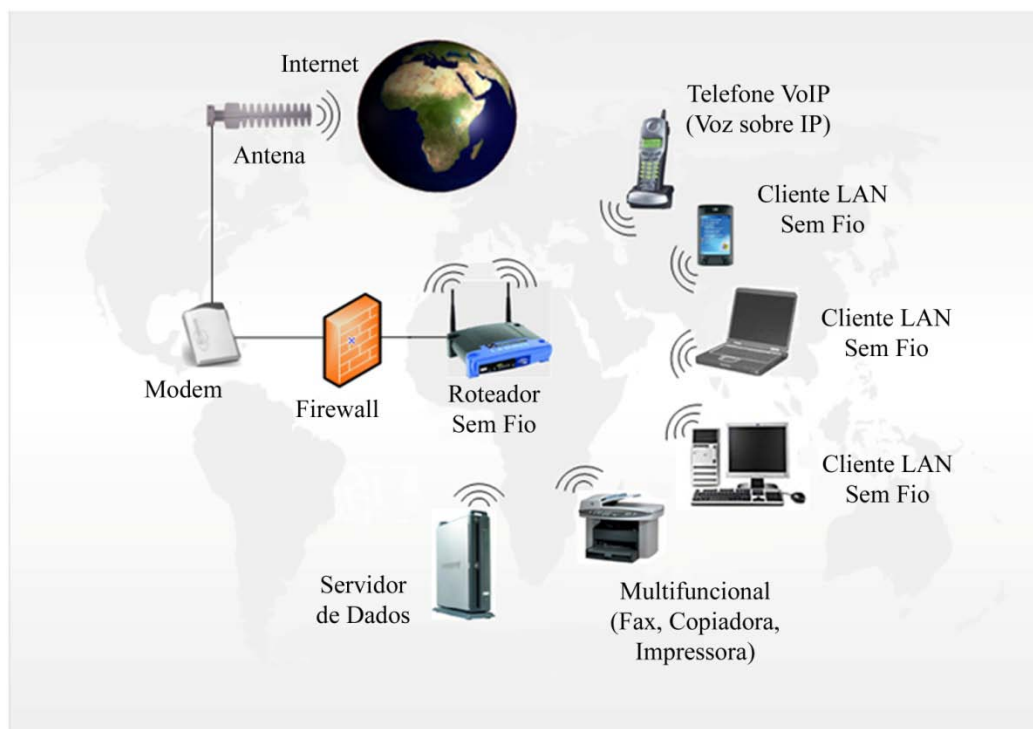 Internet
Antena
Telefone VoIP
(Voz sobre IP)
Cliente LAN
Sem Fio
Cliente LAN
Sem Fio
Modem
Firewall
Roteador
Sem Fio
Cliente LAN
Sem Fio
Servidor
de Dados
Multifuncional
(Fax, Copiadora,
Impressora)